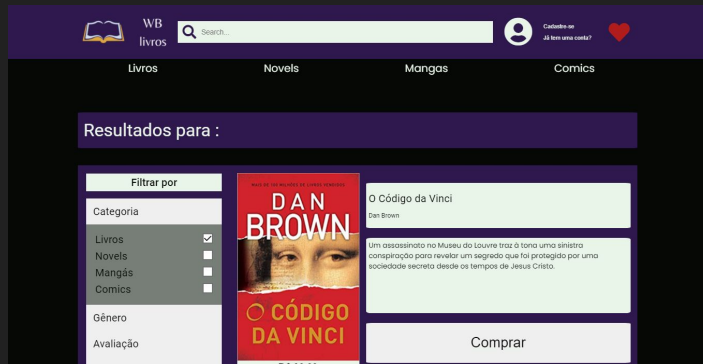 WB
livros
Search...
Cadastre-se
Já tem uma conta?
Livros
Novels
Mangas
Comics
Resultados para :
Filtrar por
Categoria
Livros
Novels
Mangás
Comics
Gênero
Avaliação
DAN
BROWN
O CÓDIGO
DA VINCI
O Código da Vinci
Dan Brown
Um assassinato no Museu do Louvre traz à tona uma sinistra
conspiração para revelar um segredo que foi protegido por uma
sociedade secreta desde os tempos de Jesus Cristo.
Comprar